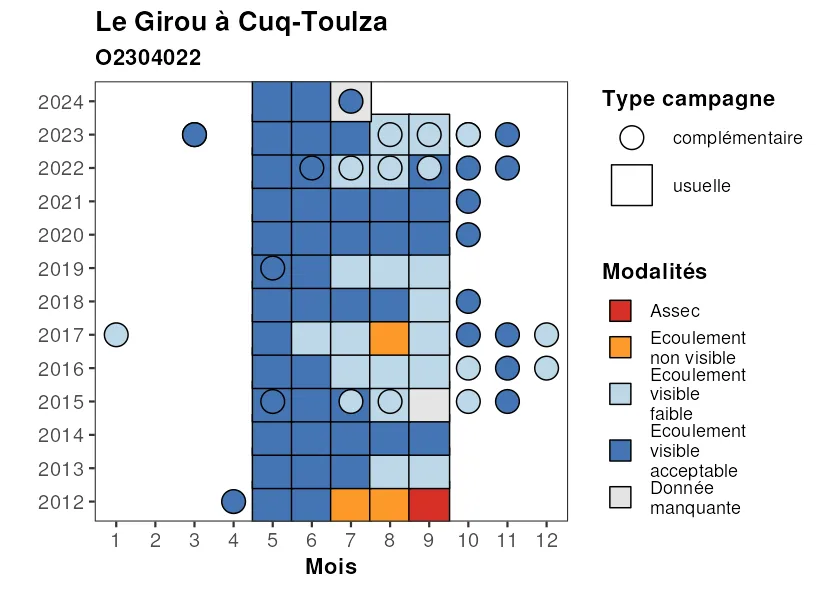 Le Girou à Cuq-Toulza
O2304022
2024
2023
2022
2021
2020
2019
2018
2017
2016
2015
2014
2013
2012
1 2 3 4 5 6 7 8 9 10 11 12
Mois
Type campagne
complémentaire
usuelle
Modalités
Assec
Ecoulement
non visible
Ecoulement
visible
faible
Ecoulement
visible
acceptable
Donnée
manquante